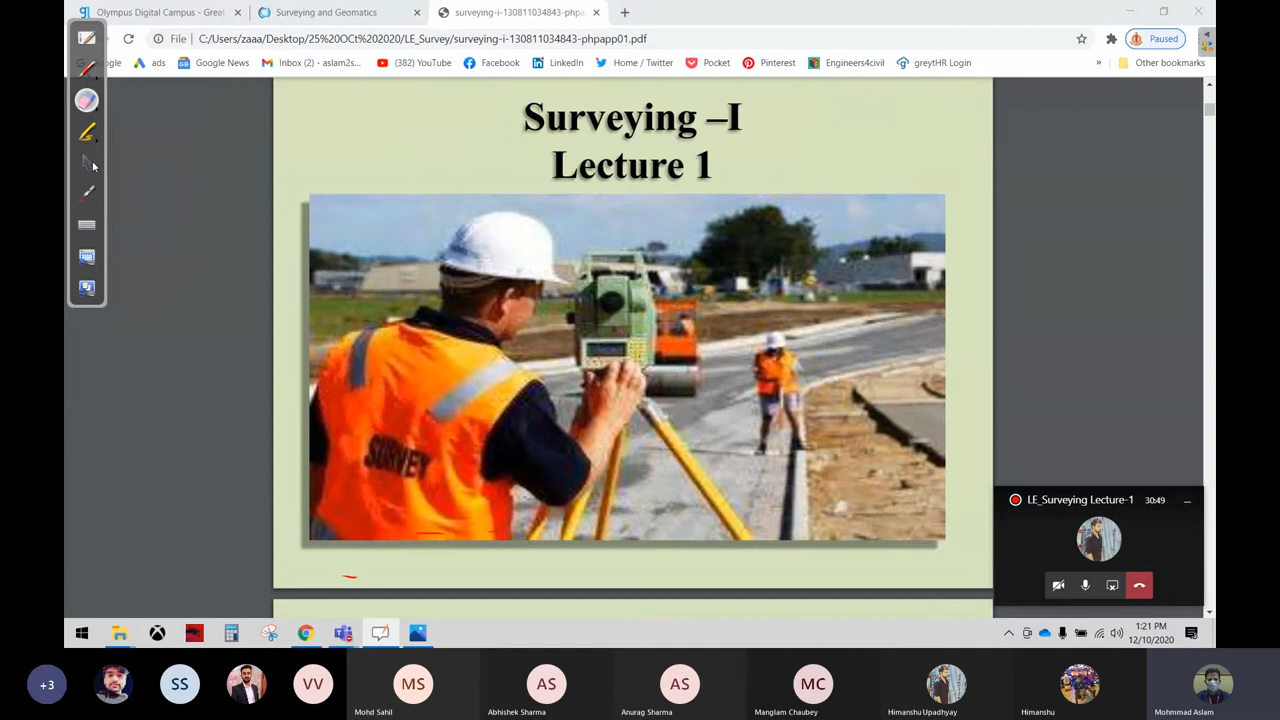 Olympus Digital Campus - Great
Surveying and Geomatics
surveying-i-130811034843-phpa
File
C:/Users/zaaa/Desktop/25%20OCt%202020/LE_Survey/surveying-i-130811034843-phpapp01.pdf
Paused
ads
Google News
Inbox (2) - aslam2s...
(382) YouTube
Facebook
LinkedIn
Home / Twitter
Pocket
Pinterest
Engineers4civil
greytHR Login
»
Other bookmarks
Surveying –I
Lecture 1
SURVEY
LE_Surveying Lecture-1
30:49
1:21 PM
12/10/2020
+3
SS
VV
MS
AS
AS
MC
Mohd Sahil
Abhishek Sharma
Anurag Sharma
Manglam Chaubey
Himanshu Upadhyay
Himanshu
Mohmmad Aslam